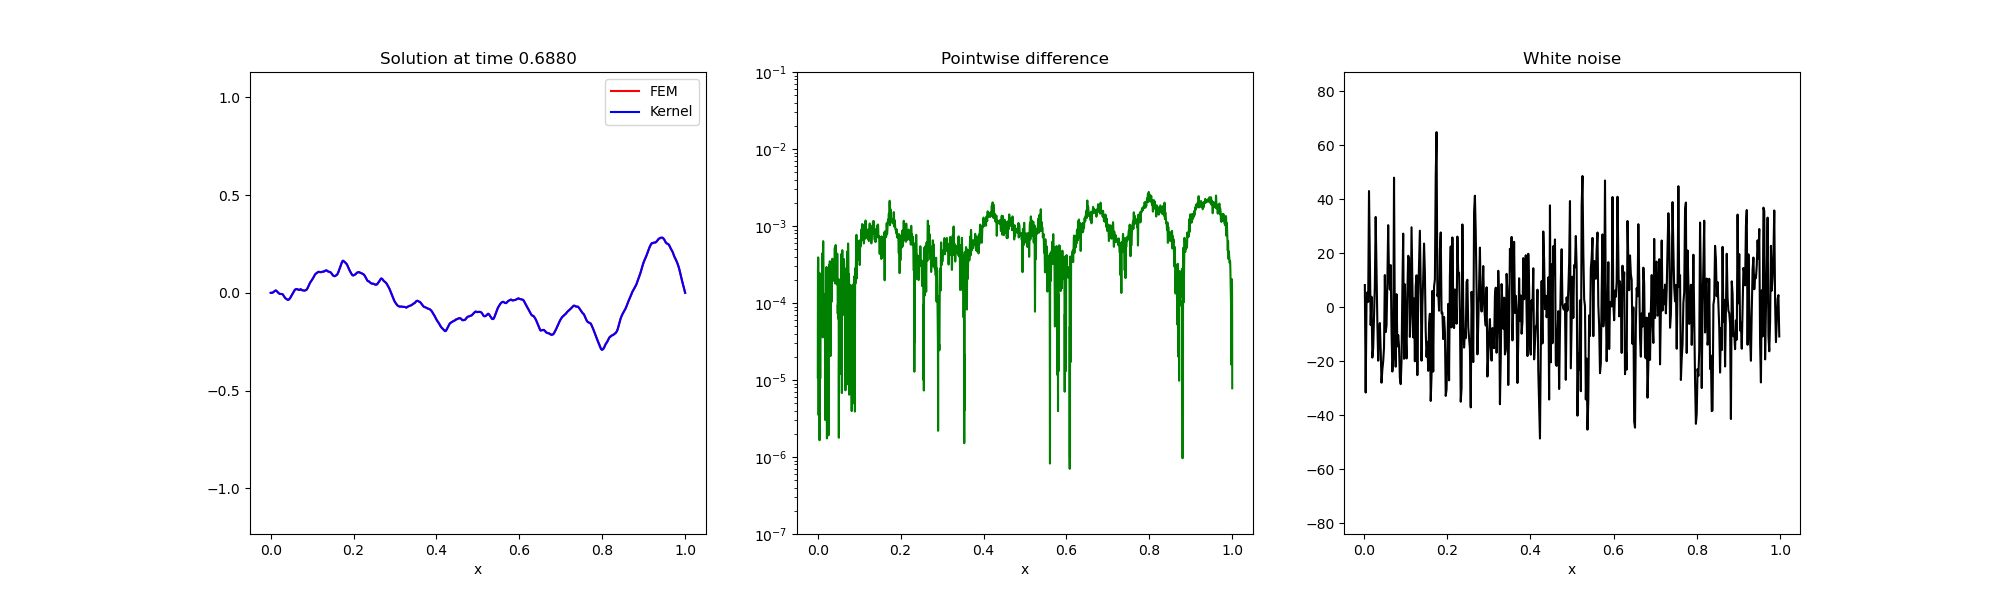 Solution at time 0.6880
FEM
Kernel
1.0
0.5
0.0
−0.5
−1.0
0.0 0.2 0.4 0.6 0.8 1.0
x
Pointwise difference
10⁻¹
10⁻²
10⁻³
10⁻⁴
10⁻⁵
10⁻⁶
10⁻⁷
0.0 0.2 0.4 0.6 0.8 1.0
x
White noise
80
60
40
20
0
−20
−40
−60
−80
0.0 0.2 0.4 0.6 0.8 1.0
x